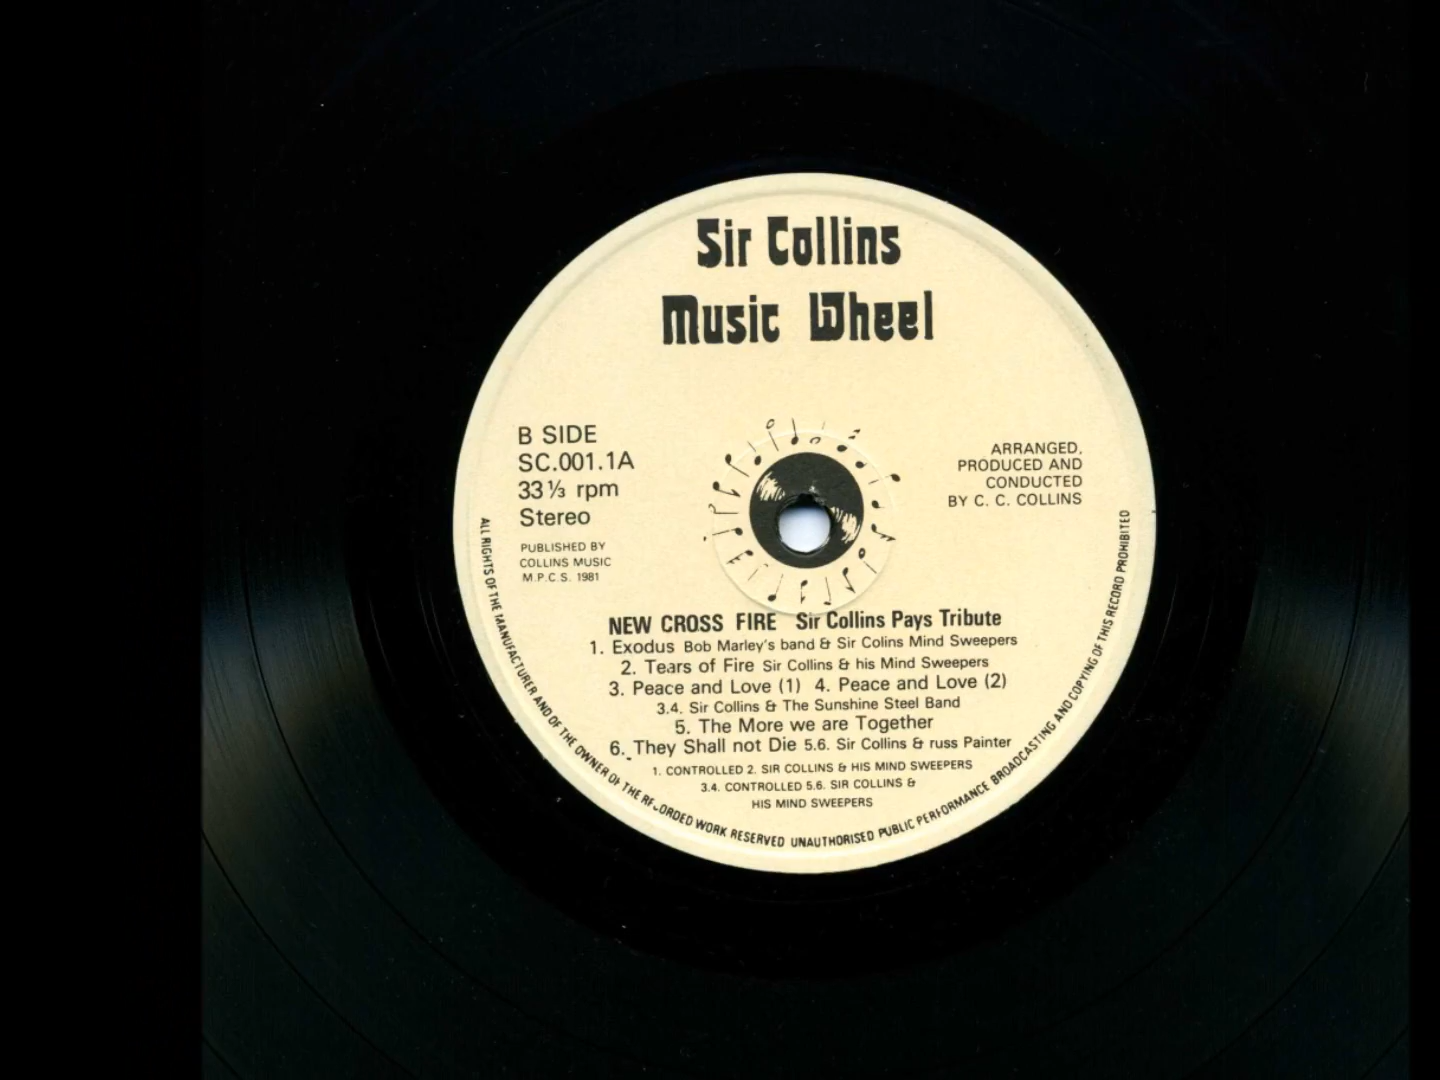 Sir Collins
Music Wheel
B SIDE
SC.001.1A
33⅓ rpm
Stereo
PUBLISHED BY
COLLINS MUSIC
M.P.C.S. 1981
ARRANGED,
PRODUCED AND
CONDUCTED
BY C. C. COLLINS
NEW CROSS FIRE Sir Collins Pays Tribute
1. Exodus Bob Marley's band & Sir Colins Mind Sweepers
2. Tears of Fire Sir Collins & his Mind Sweepers
3. Peace and Love (1) 4. Peace and Love (2)
3.4. Sir Collins & The Sunshine Steel Band
5. The More we are Together
6. They Shall not Die 5.6. Sir Collins & russ Painter
1. CONTROLLED 2. SIR COLLINS & HIS MIND SWEEPERS
3.4. CONTROLLED 5.6. SIR COLLINS &
HIS MIND SWEEPERS
ALL RIGHTS OF THE MANUFACTURER AND OF THE OWNER OF THE RECORDED WORK RESERVED UNAUTHORISED PUBLIC PERFORMANCE BROADCASTING AND COPYING OF THIS RECORD PROHIBITED